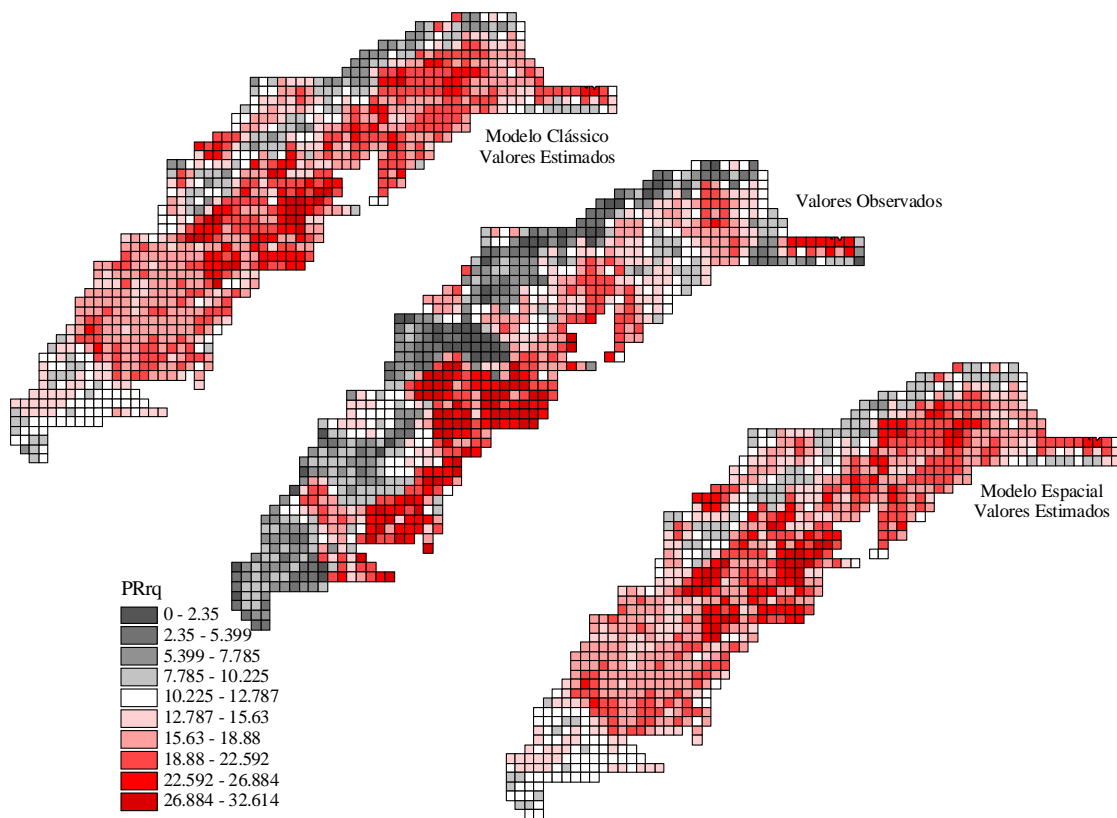 Modelo Clássico
Valores Estimados
Valores Observados
Modelo Espacial
Valores Estimados
PRrq
0 - 2.35
2.35 - 5.399
5.399 - 7.785
7.785 - 10.225
10.225 - 12.787
12.787 - 15.63
15.63 - 18.88
18.88 - 22.592
22.592 - 26.884
26.884 - 32.614